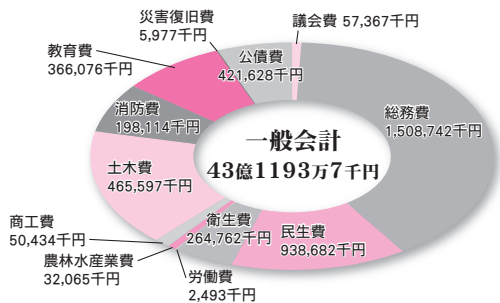 議会費 57,367千円
総務費
1,508,742千円
民生費
938,682千円
衛生費
264,762千円
労働費
2,493千円
農林水産業費
32,065千円
商工費
50,434千円
土木費
465,597千円
消防費
198,114千円
教育費
366,076千円
災害復旧費
5,977千円
公債費
421,628千円
一般会計
43億1193万7千円